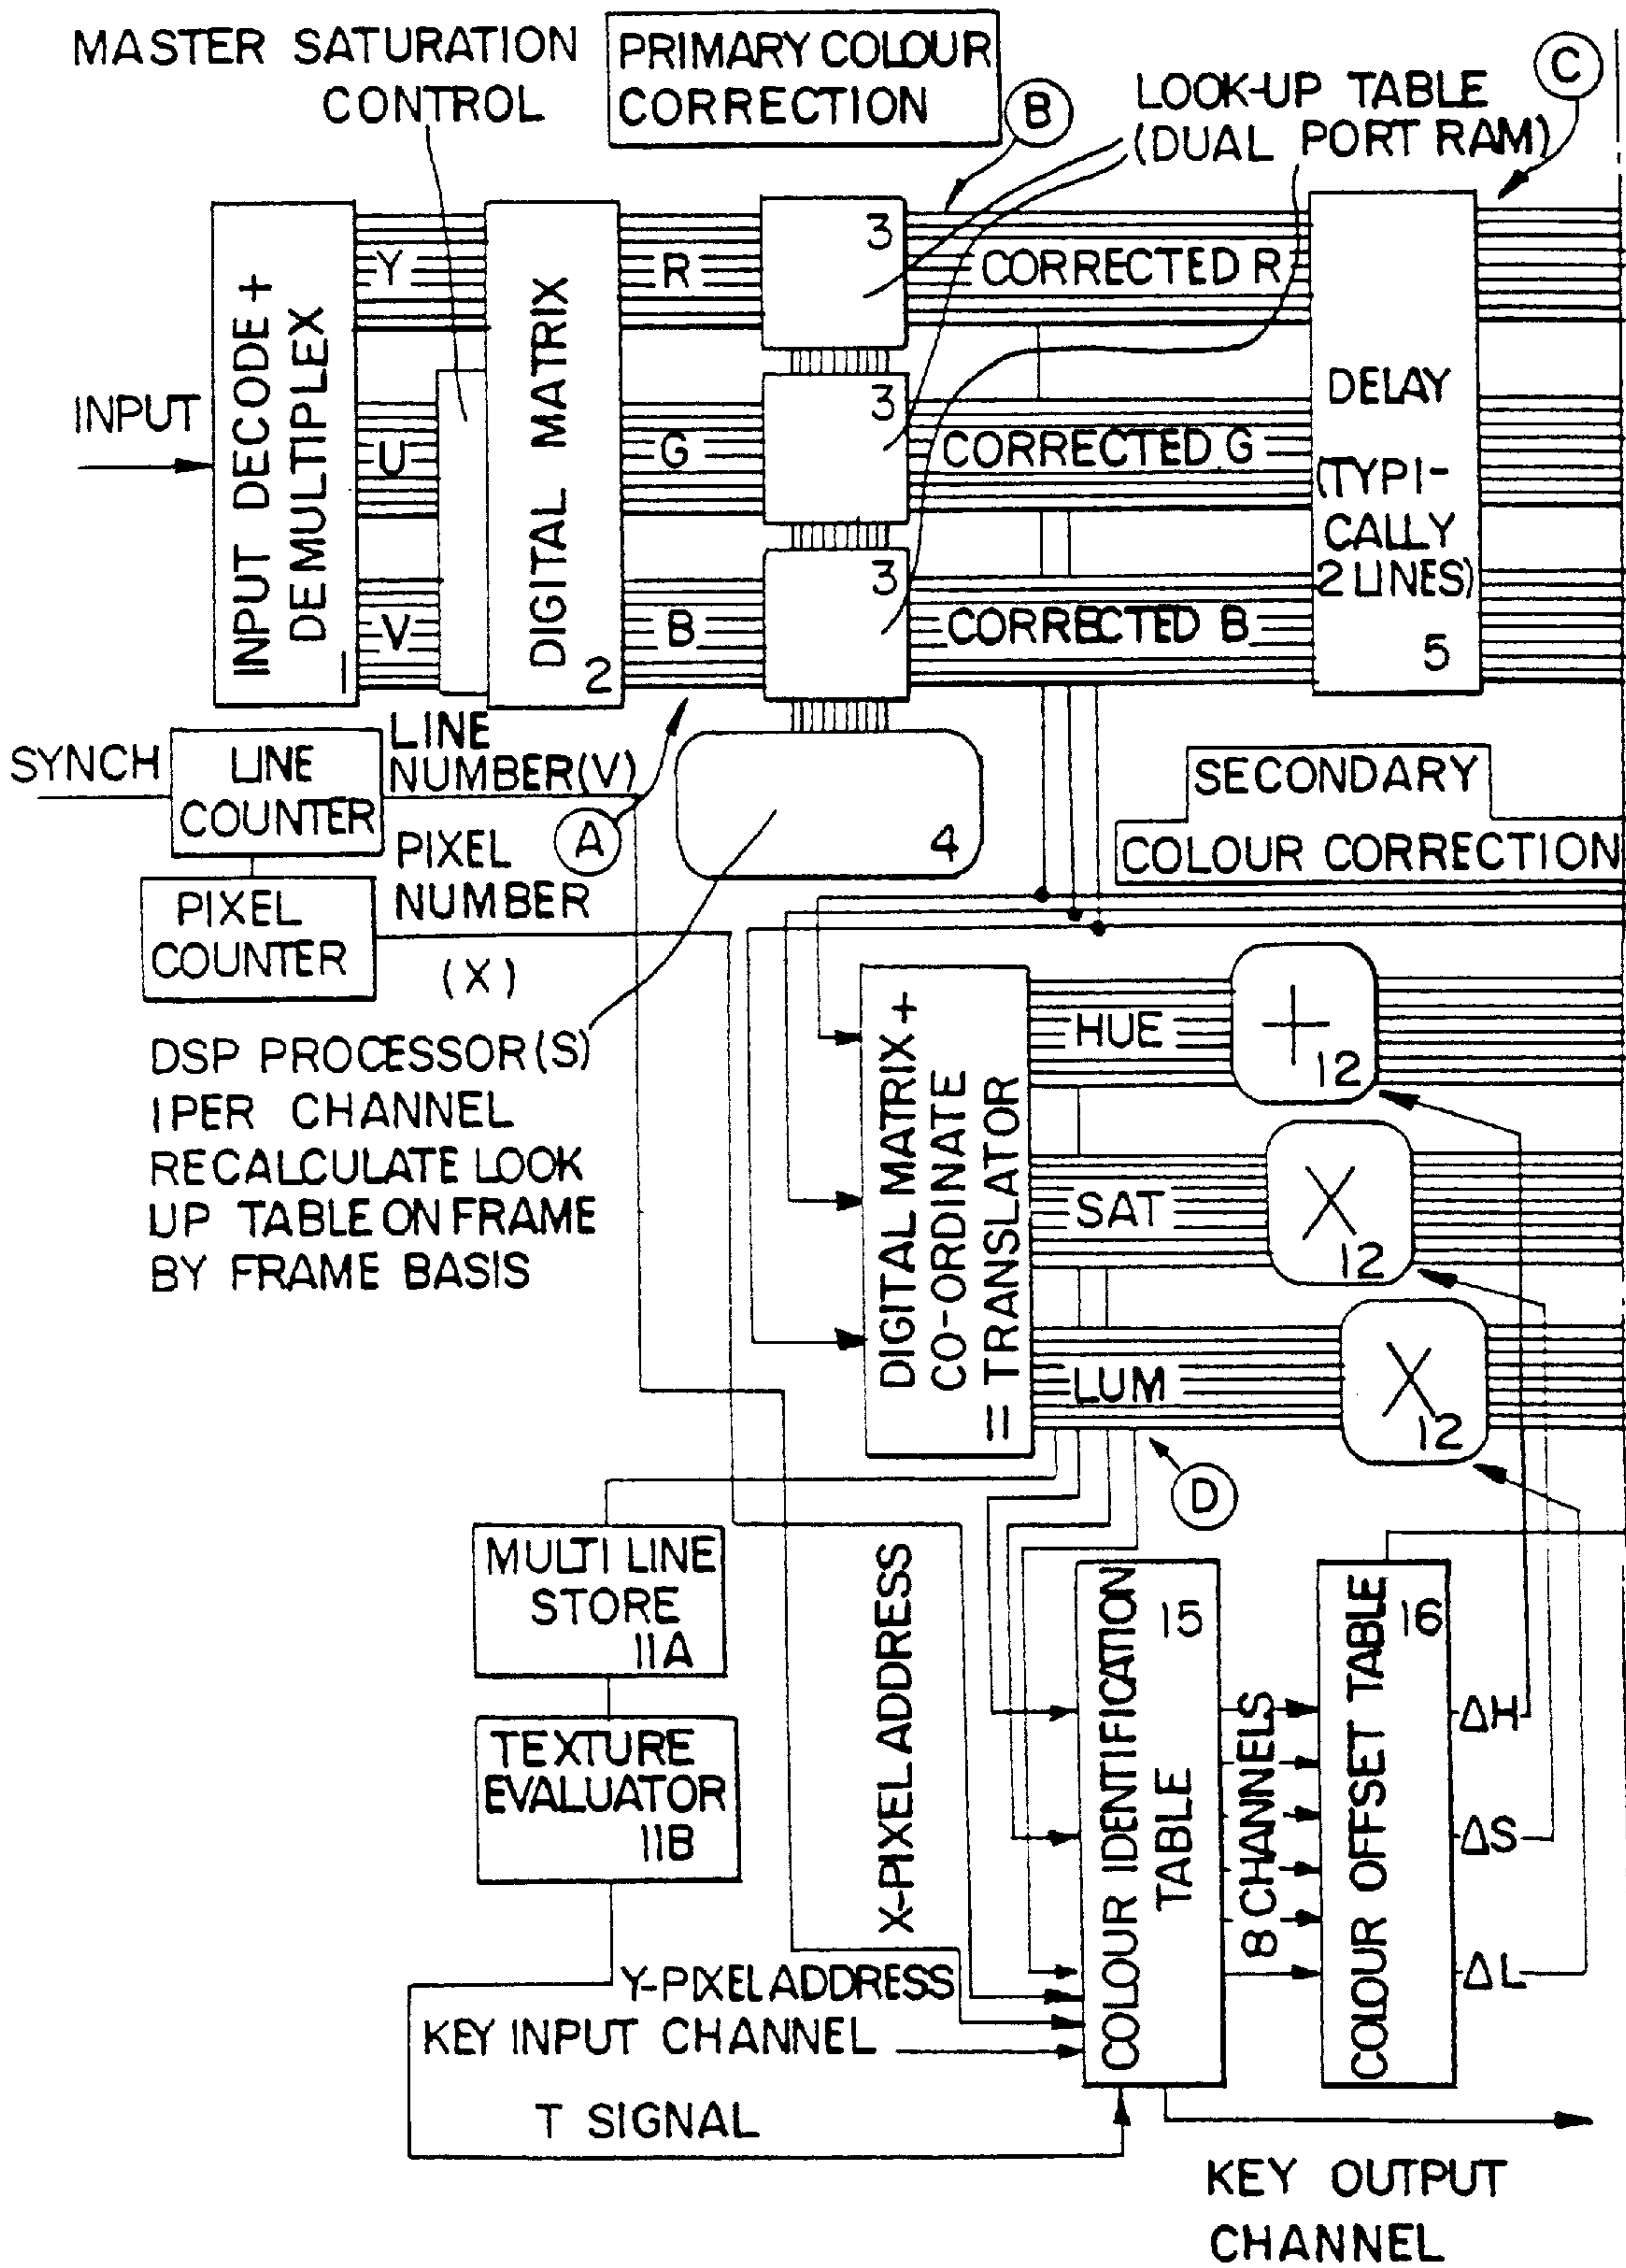 MASTER SATURATION
CONTROL
PRIMARY COLOUR
CORRECTION
B
LOOK-UP TABLE
(DUAL PORT RAM)
C
INPUT
INPUT DECODE +
DEMULTIPLEX
1
Y
U
V
DIGITAL MATRIX
2
R
G
B
3
3
3
CORRECTED R
CORRECTED G
CORRECTED B
DELAY
(TYPI-
CALLY
2 LINES)
5
SYNCH
LINE
COUNTER
LINE
NUMBER(V)
A
4
PIXEL
COUNTER
PIXEL
NUMBER
(X)
SECONDARY
COLOUR CORRECTION
DSP PROCESSOR(S)
1PER CHANNEL
RECALCULATE LOOK
UP TABLE ON FRAME
BY FRAME BASIS
DIGITAL MATRIX +
CO-ORDINATE
= TRANSLATOR
HUE
SAT
LUM
+
12
X
12
X
12
D
MULTI LINE
STORE
11A
TEXTURE
EVALUATOR
11B
X-PIXEL ADDRESS
Y-PIXEL ADDRESS
KEY INPUT CHANNEL
T SIGNAL
COLOUR IDENTIFICATION
TABLE
15
8 CHANNELS
COLOUR OFFSET TABLE
16
ΔH
ΔS
ΔL
KEY OUTPUT
CHANNEL